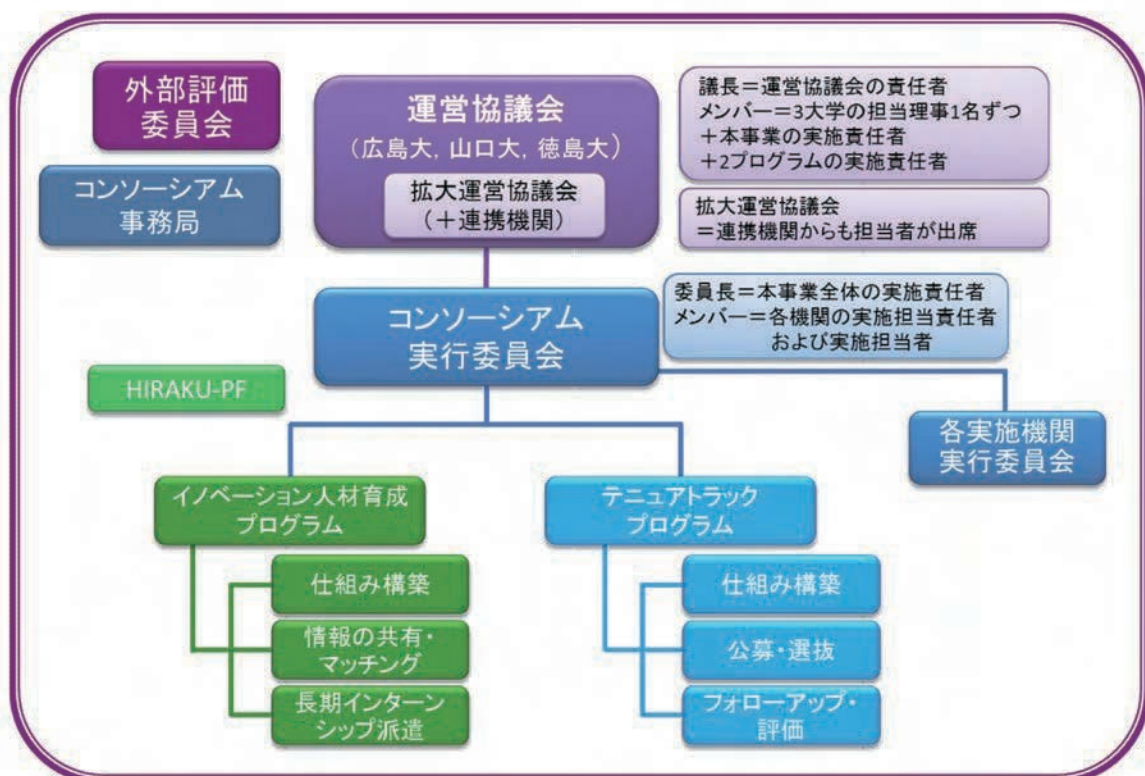 外部評価
委員会
コンソーシアム
事務局
運営協議会
(広島大,山口大,徳島大)
拡大運営協議会
(+連携機関)
議長=運営協議会の責任者
メンバー=3大学の担当理事1名ずつ
+本事業の実施責任者
+2プログラムの実施責任者
拡大運営協議会
=連携機関からも担当者が出席
コンソーシアム
実行委員会
委員長=本事業全体の実施責任者
メンバー=各機関の実施担当責任者
および実施担当者
HIRAKU-PF
各実施機関
実行委員会
イノベーション人材育成
プログラム
仕組み構築
情報の共有・
マッチング
長期インターン
シップ派遣
テニュアトラック
プログラム
仕組み構築
公募・選抜
フォローアップ・
評価